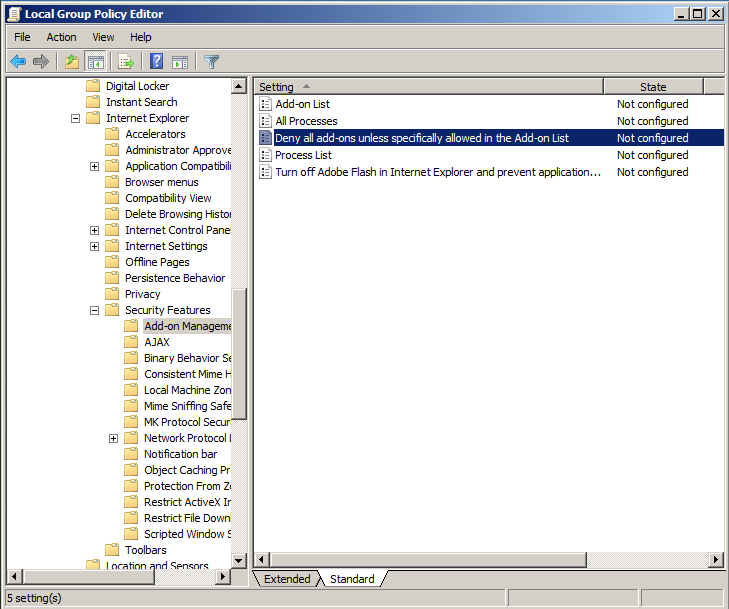 Local Group Policy Editor
File Action View Help
Digital Locker
Instant Search
Internet Explorer
Accelerators
Administrator Approve
Application Compatibili
Browser menus
Compatibility View
Delete Browsing Histor
Internet Control Pane
Internet Settings
Offline Pages
Persistence Behavior
Privacy
Security Features
Add-on Manageme
AJAX
Binary Behavior Se
Consistent Mime H
Local Machine Zon
Mime Sniffing Safe
MK Protocol Secur
Network Protocol L
Notification bar
Object Caching Pr
Protection From Zo
Restrict ActiveX In
Restrict File Down
Scripted Window S
Toolbars
Location and Sensors
Setting State
Add-on List Not configured
All Processes Not configured
Deny all add-ons unless specifically allowed in the Add-on List Not configured
Process List Not configured
Turn off Adobe Flash in Internet Explorer and prevent application... Not configured
Extended Standard
5 setting(s)